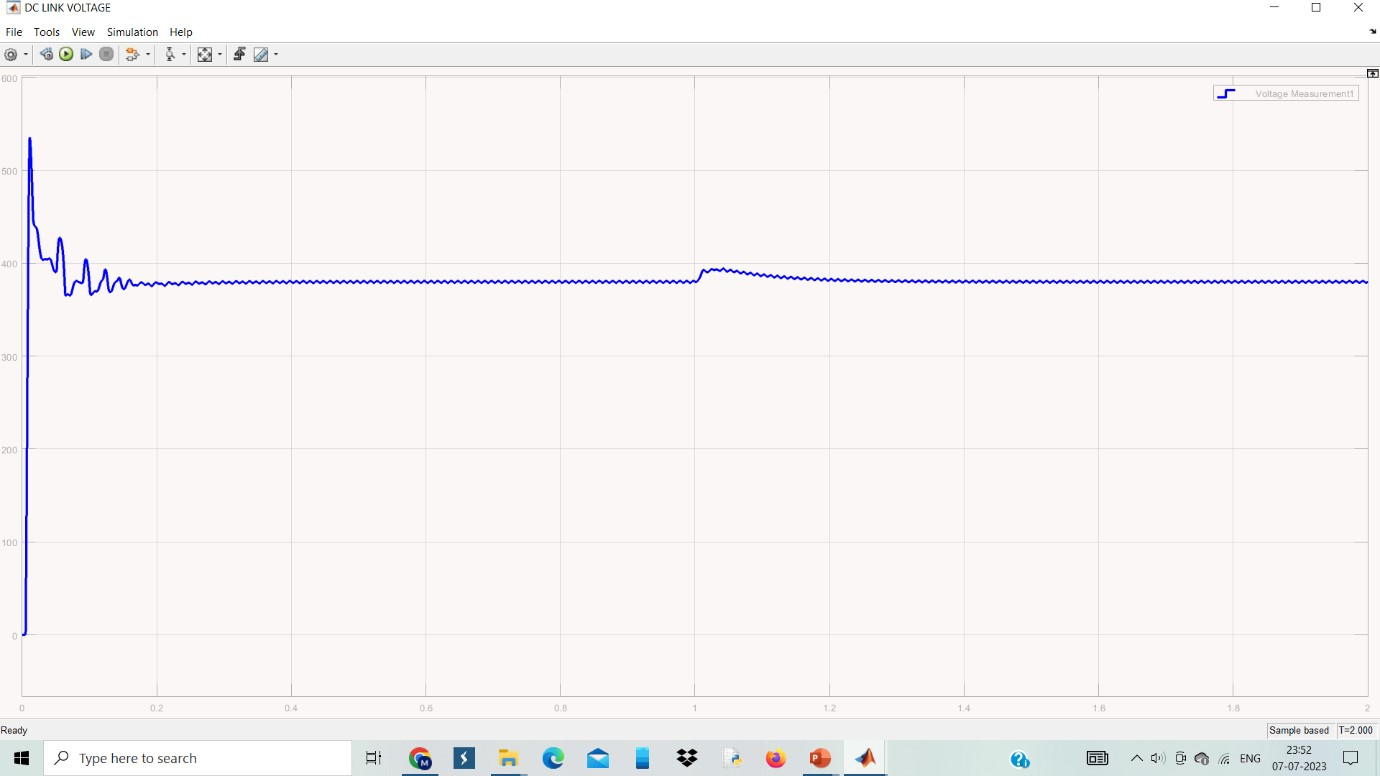 DC LINK VOLTAGE
File Tools View Simulation Help
Voltage Measurement1
600
500
400
300
200
100
0
0 0.2 0.4 0.6 0.8 1 1.2 1.4 1.6 1.8 2
Ready Sample based T=2.000
Type here to search
ENG
23:52
07-07-2023